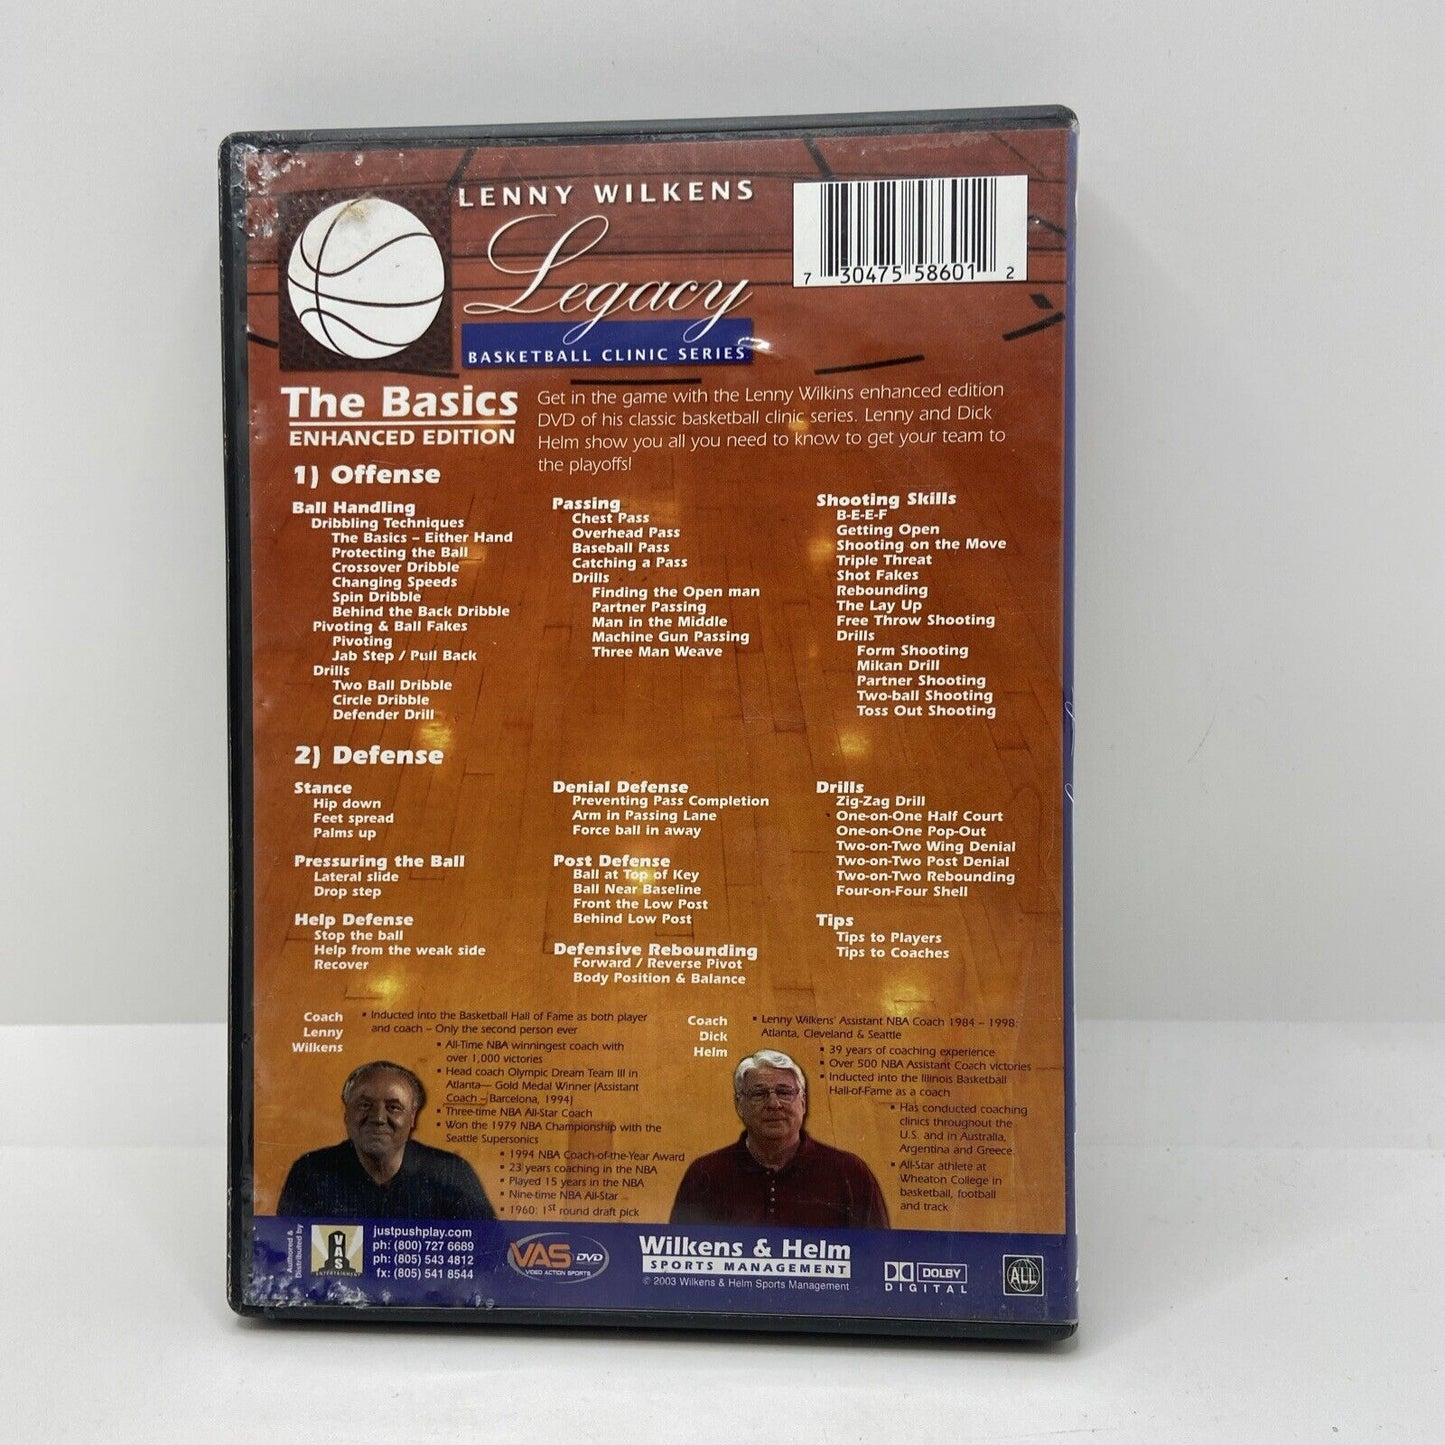 LENNY WILKENS
Legacy
BASKETBALL CLINIC SERIES
7 30475 58601 2
The Basics
ENHANCED EDITION
Get in the game with the Lenny Wilkins enhanced edition
DVD of his classic basketball clinic series. Lenny and Dick
Helm show you all you need to know to get your team to
the playoffs!
1) Offense
Ball Handling
Dribbling Techniques
The Basics – Either Hand
Protecting the Ball
Crossover Dribble
Changing Speeds
Spin Dribble
Behind the Back Dribble
Pivoting & Ball Fakes
Pivoting
Jab Step / Pull Back
Drills
Two Ball Dribble
Circle Dribble
Defender Drill
Passing
Chest Pass
Overhead Pass
Baseball Pass
Catching a Pass
Drills
Finding the Open man
Partner Passing
Man in the Middle
Machine Gun Passing
Three Man Weave
Shooting Skills
B-E-E-F
Getting Open
Shooting on the Move
Triple Threat
Shot Fakes
Rebounding
The Lay Up
Free Throw Shooting
Drills
Form Shooting
Mikan Drill
Partner Shooting
Two-ball Shooting
Toss Out Shooting
2) Defense
Stance
Hip down
Feet spread
Palms up
Pressuring the Ball
Lateral slide
Drop step
Help Defense
Stop the ball
Help from the weak side
Recover
Denial Defense
Preventing Pass Completion
Arm in Passing Lane
Force ball in away
Post Defense
Ball at Top of Key
Ball Near Baseline
Front the Low Post
Behind Low Post
Defensive Rebounding
Forward / Reverse Pivot
Body Position & Balance
Drills
Zig-Zag Drill
One-on-One Half Court
One-on-One Pop-Out
Two-on-Two Wing Denial
Two-on-Two Post Denial
Two-on-Two Rebounding
Four-on-Four Shell
Tips
Tips to Players
Tips to Coaches
Coach
Lenny
Wilkens
▪ Inducted into the Basketball Hall of Fame as both player
and coach – Only the second person ever
▪ All-Time NBA winningest coach with
over 1,000 victories
▪ Head coach Olympic Dream Team III in
Atlanta— Gold Medal Winner (Assistant
Coach – Barcelona, 1994)
▪ Three-time NBA All-Star Coach
▪ Won the 1979 NBA Championship with the
Seattle Supersonics
▪ 1994 NBA Coach-of-the-Year Award
▪ 23 years coaching in the NBA
▪ Played 15 years in the NBA
▪ Nine-time NBA All-Star
▪ 1960: 1st round draft pick
Coach
Dick
Helm
▪ Lenny Wilkens' Assistant NBA Coach 1984 – 1998:
Atlanta, Cleveland & Seattle
▪ 39 years of coaching experience
▪ Over 500 NBA Assistant Coach victories
▪ Inducted into the Illinois Basketball
Hall-of-Fame as a coach
▪ Has conducted coaching
clinics throughout the
U.S. and in Australia,
Argentina and Greece.
▪ All-Star athlete at
Wheaton College in
basketball, football
and track
Authored &
Distributed by
VAS
ENTERTAINMENT
justpushplay.com
ph: (800) 727 6689
ph: (805) 543 4812
fx: (805) 541 8544
VAS DVD
VIDEO ACTION SPORTS
Wilkens & Helm
SPORTS MANAGEMENT
© 2003 Wilkens & Helm Sports Management
DOLBY
DIGITAL
ALL